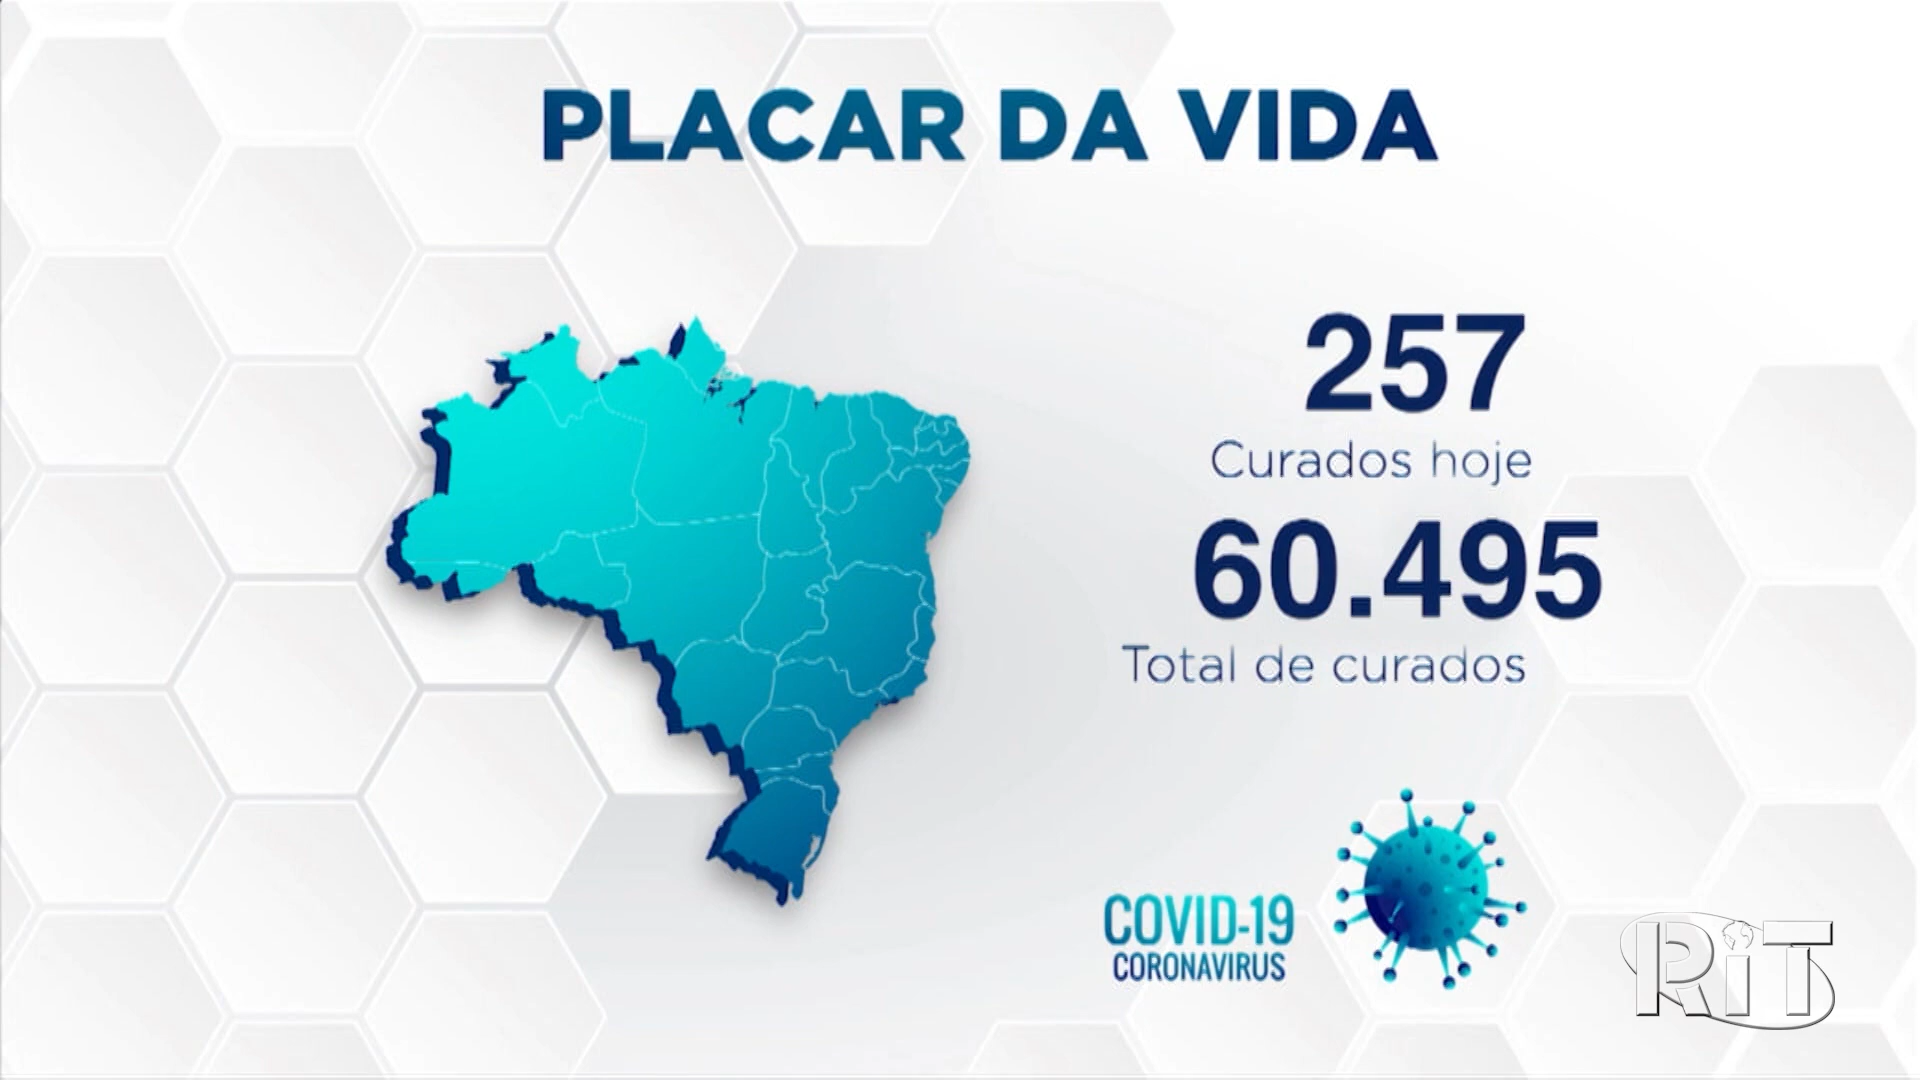 PLACAR DA VIDA
257
Curados hoje
60.495
Total de curados
COVID-19
CORONAVIRUS
RiT